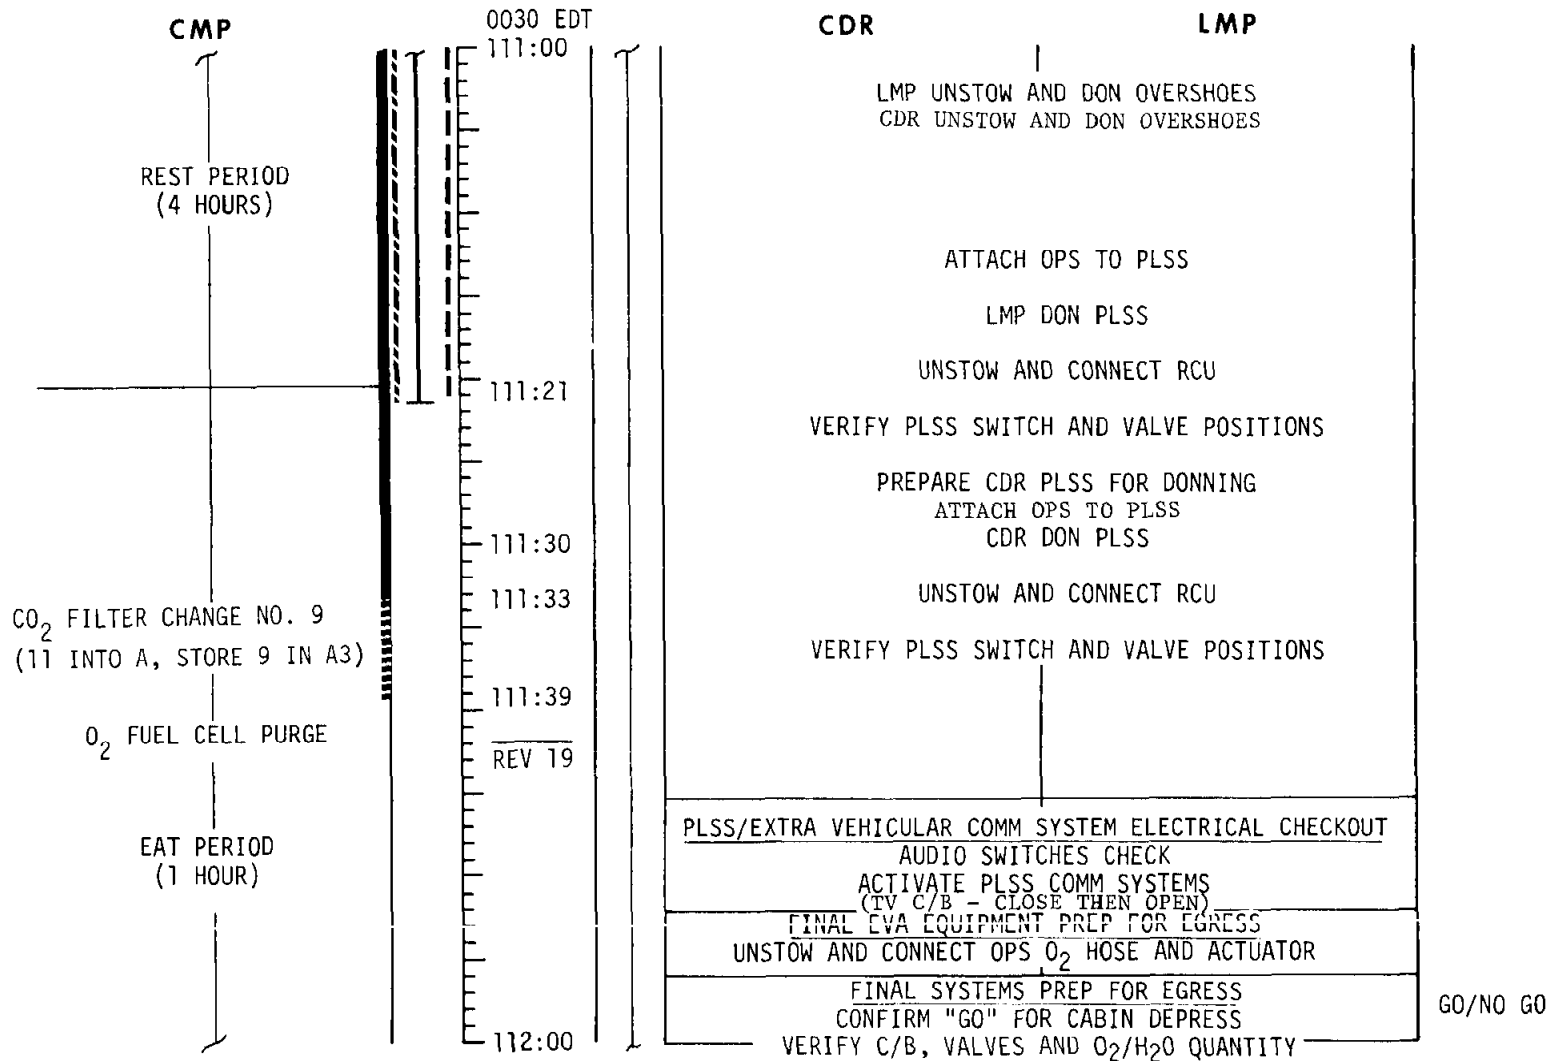 CMP
0030 EDT
CDR
LMP
111:00
LMP UNSTOW AND DON OVERSHOES
CDR UNSTOW AND DON OVERSHOES
REST PERIOD
(4 HOURS)
ATTACH OPS TO PLSS
LMP DON PLSS
UNSTOW AND CONNECT RCU
111:21
VERIFY PLSS SWITCH AND VALVE POSITIONS
PREPARE CDR PLSS FOR DONNING
ATTACH OPS TO PLSS
CDR DON PLSS
111:30
UNSTOW AND CONNECT RCU
111:33
CO2 FILTER CHANGE NO. 9
(11 INTO A, STORE 9 IN A3)
VERIFY PLSS SWITCH AND VALVE POSITIONS
111:39
O2 FUEL CELL PURGE
REV 19
EAT PERIOD
(1 HOUR)
PLSS/EXTRA VEHICULAR COMM SYSTEM ELECTRICAL CHECKOUT
AUDIO SWITCHES CHECK
ACTIVATE PLSS COMM SYSTEMS
(TV C/B - CLOSE THEN OPEN)
FINAL EVA EQUIPMENT PREP FOR EGRESS
UNSTOW AND CONNECT OPS O2 HOSE AND ACTUATOR
FINAL SYSTEMS PREP FOR EGRESS
CONFIRM "GO" FOR CABIN DEPRESS
GO/NO GO
112:00
VERIFY C/B, VALVES AND O2/H2O QUANTITY